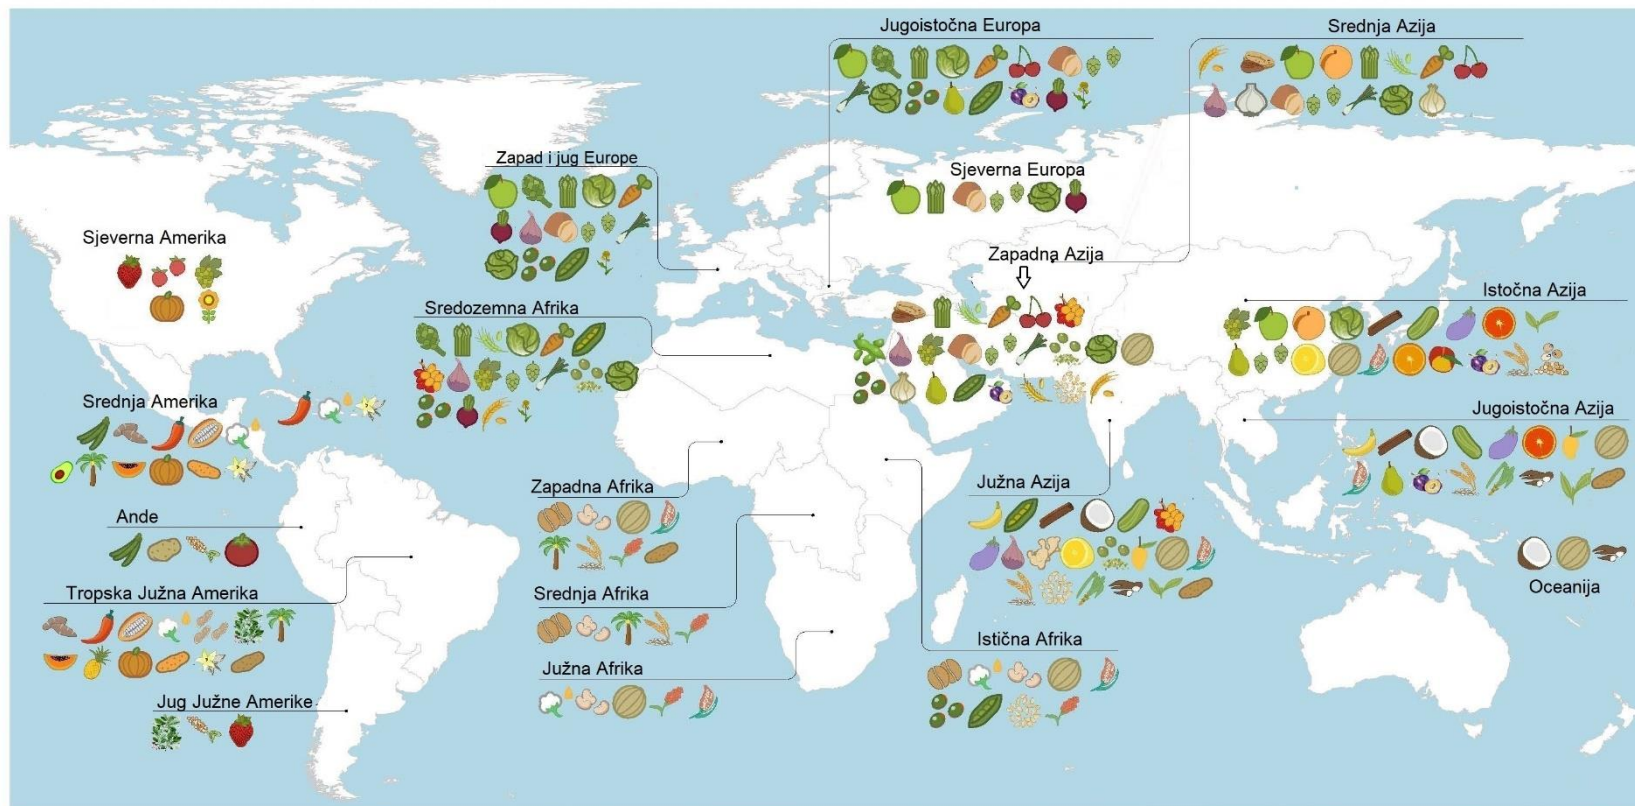 Jugoistočna Europa
Srednja Azija
Zapad i jug Europe
Sjeverna Europa
Sjeverna Amerika
Zapadna Azija
Istočna Azija
Sredozemna Afrika
Srednja Amerika
Jugoistočna Azija
Zapadna Afrika
Južna Azija
Ande
Tropska Južna Amerika
Srednja Afrika
Oceanija
Istična Afrika
Južna Afrika
Jug Južne Amerike